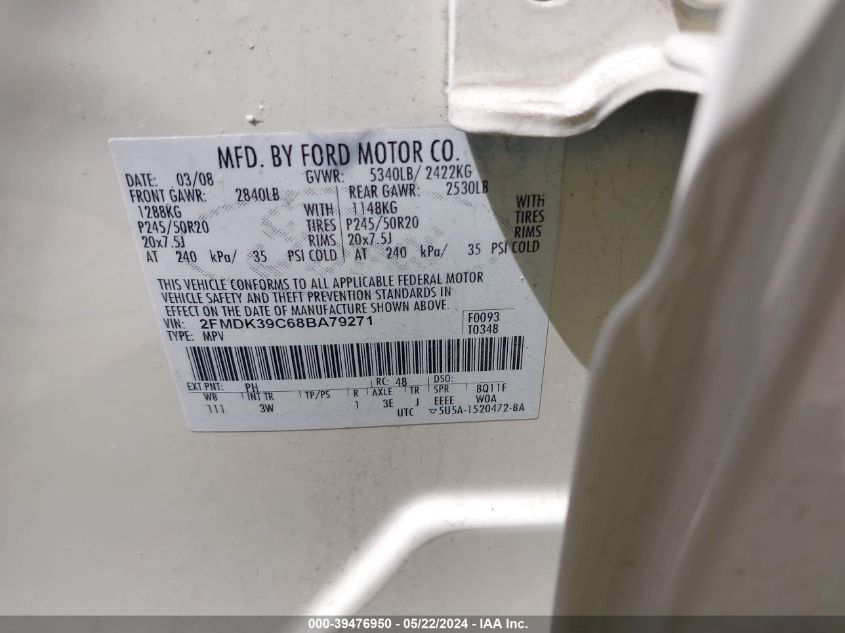 MFD. BY FORD MOTOR CO.
DATE: 03/08 GVWR: 5340LB/ 2422KG
FRONT GAWR: 2840LB REAR GAWR: 2530LB
1288KG WITH 1148KG WITH
P245/50R20 TIRES P245/50R20 TIRES
20x7.5J RIMS 20x7.5J RIMS
AT 240 kPa/ 35 PSI COLD AT 240 kPa/ 35 PSI COLD
THIS VEHICLE CONFORMS TO ALL APPLICABLE FEDERAL MOTOR
VEHICLE SAFETY AND THEFT PREVENTION STANDARDS IN
EFFECT ON THE DATE OF MANUFACTURE SHOWN ABOVE.
VIN: 2FMDK39C68BA79271 F0093
TYPE: MPV T0348
EXT PNT: PH RC: 48 DSO:
WB INT TR TP/PS R AXLE TR SPR 8Q11F
111 3W 1 3E J EEEE W0A
UTC ▽5U5A-1520472-BA
000-39476950 - 05/22/2024 - IAAI.com